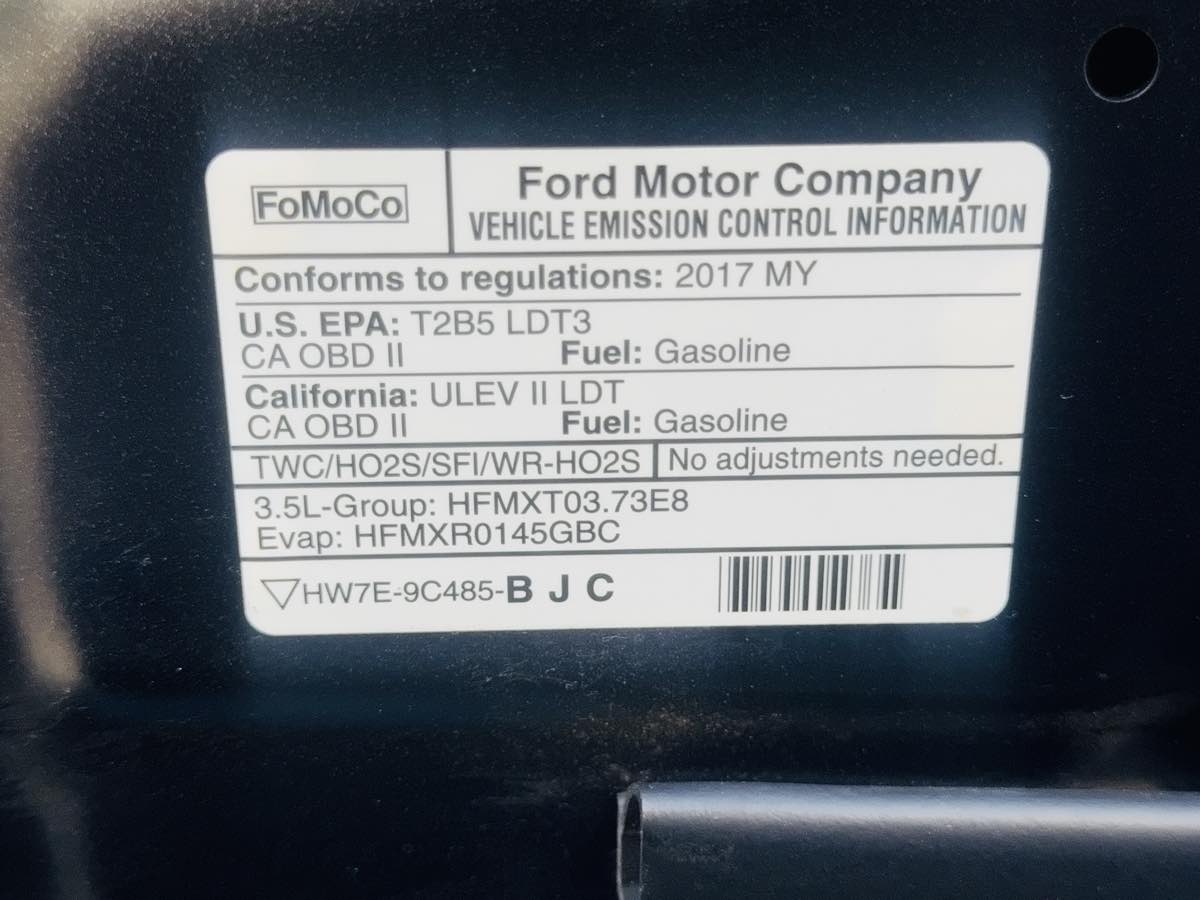 FoMoCo
Ford Motor Company
VEHICLE EMISSION CONTROL INFORMATION
Conforms to regulations: 2017 MY
U.S. EPA: T2B5 LDT3
CA OBD II Fuel: Gasoline
California: ULEV II LDT
CA OBD II Fuel: Gasoline
TWC/HO2S/SFI/WR-HO2S No adjustments needed.
3.5L-Group: HFMXT03.73E8
Evap: HFMXR0145GBC
▽HW7E-9C485-B J C